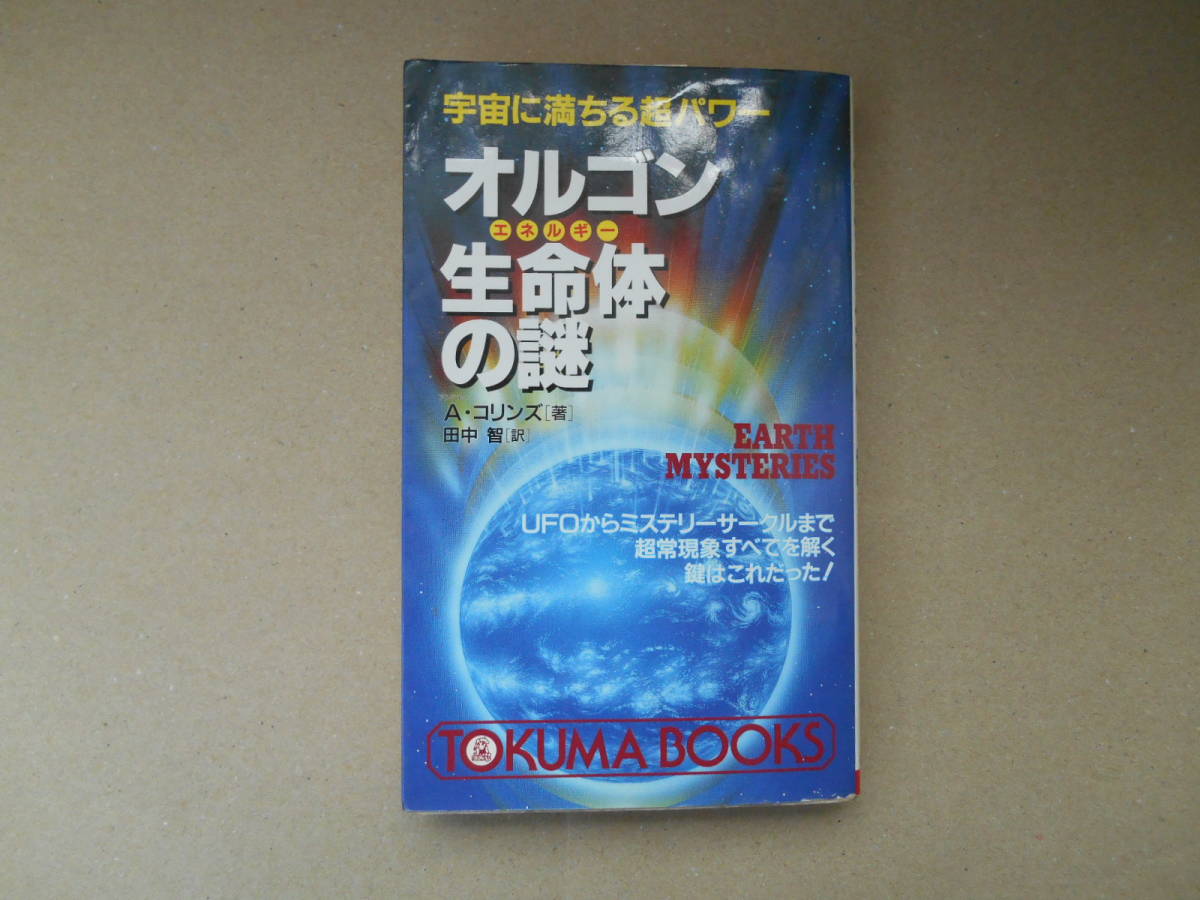 宇宙に満ちる超パワー
オルゴン
エネルギー
生命体
の謎
A・コリンズ[著]
田中 智[訳]
EARTH
MYSTERIES
UFOからミステリーサークルまで
超常現象すべてを解く
鍵はこれだった!
TOKUMA BOOKS